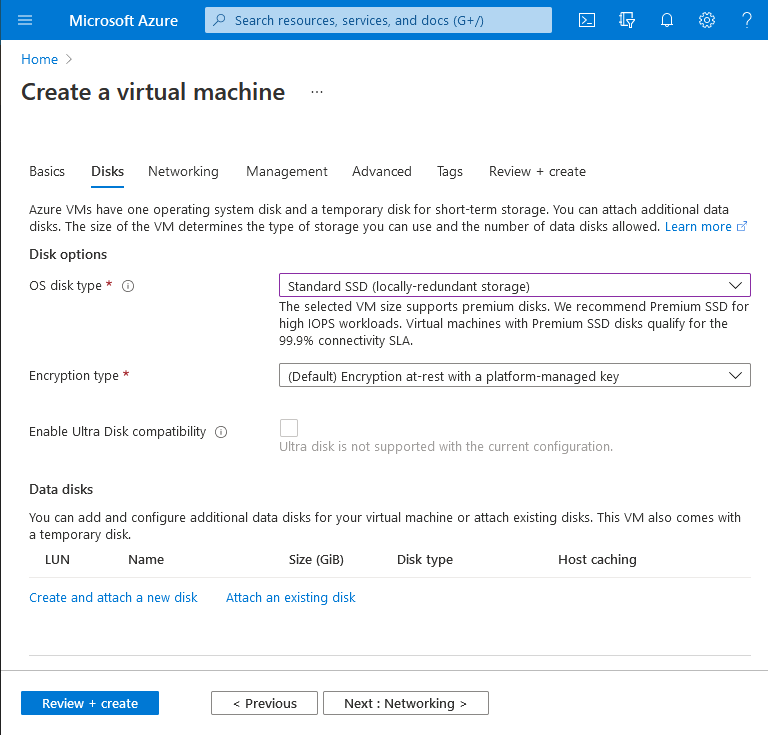 Microsoft Azure
Search resources, services, and docs (G+/)
Home
Create a virtual machine ...
Basics Disks Networking Management Advanced Tags Review + create
Azure VMs have one operating system disk and a temporary disk for short-term storage. You can attach additional data
disks. The size of the VM determines the type of storage you can use and the number of data disks allowed. Learn more
Disk options
OS disk type *
Standard SSD (locally-redundant storage)
The selected VM size supports premium disks. We recommend Premium SSD for
high IOPS workloads. Virtual machines with Premium SSD disks qualify for the
99.9% connectivity SLA.
Encryption type *
(Default) Encryption at-rest with a platform-managed key
Enable Ultra Disk compatibility
Ultra disk is not supported with the current configuration.
Data disks
You can add and configure additional data disks for your virtual machine or attach existing disks. This VM also comes with
a temporary disk.
LUN Name Size (GiB) Disk type Host caching
Create and attach a new disk Attach an existing disk
Review + create < Previous Next : Networking >